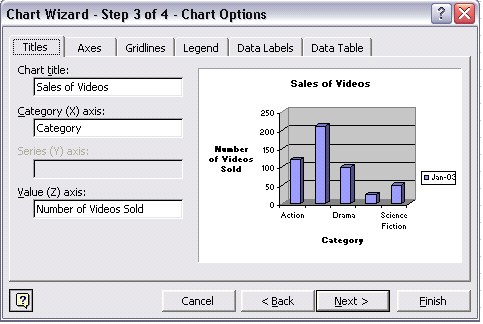 Chart Wizard - Step 3 of 4 - Chart Options
Titles Axes Gridlines Legend Data Labels Data Table
Chart title:
Sales of Videos
Category (X) axis:
Category
Series (Y) axis:
Value (Z) axis:
Number of Videos Sold
Sales of Videos
Number
of Videos
Sold
250
200
150
100
50
0
Action Drama Science
Fiction
Category
Jan-03
? Cancel < Back Next > Finish